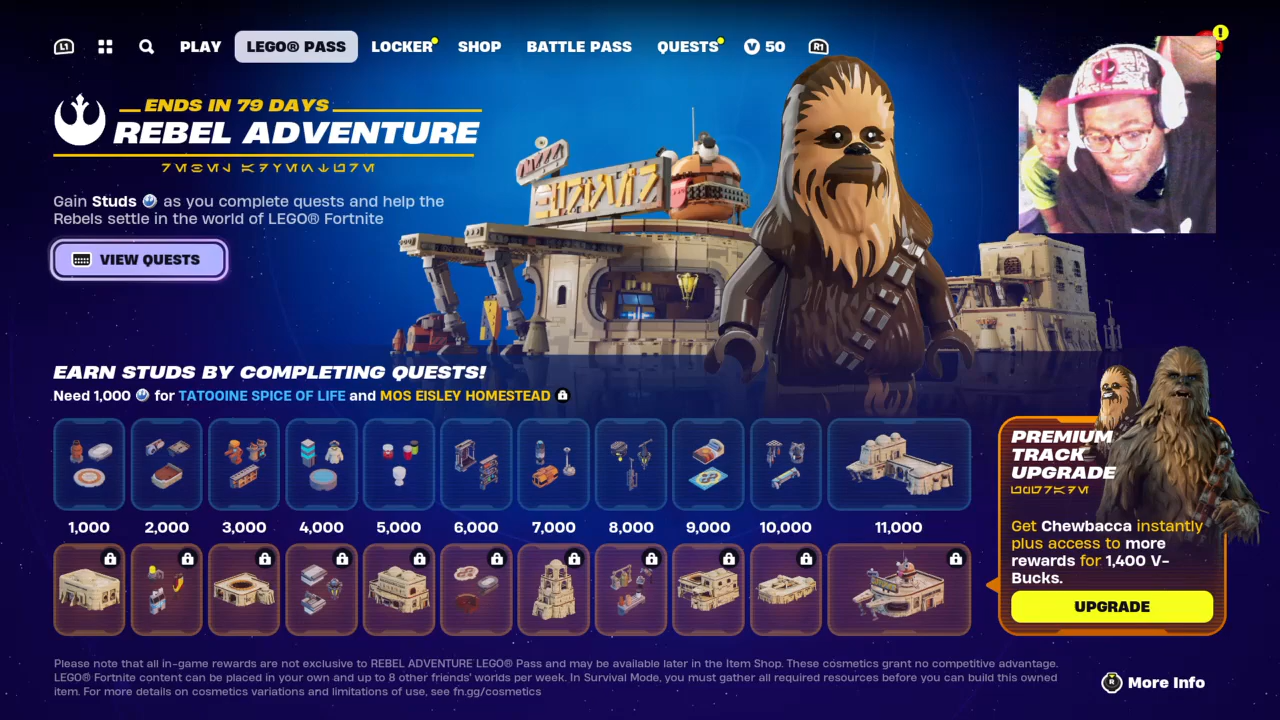 L1
PLAY
LEGO® PASS
LOCKER
SHOP
BATTLE PASS
QUESTS
V 50
R1
!
ENDS IN 79 DAYS
REBEL ADVENTURE
Gain Studs as you complete quests and help the
Rebels settle in the world of LEGO® Fortnite
VIEW QUESTS
EARN STUDS BY COMPLETING QUESTS!
Need 1,000 for TATOOINE SPICE OF LIFE and MOS EISLEY HOMESTEAD
1,000 2,000 3,000 4,000 5,000 6,000 7,000 8,000 9,000 10,000 11,000
PREMIUM
TRACK
UPGRADE
Get Chewbacca instantly
plus access to more
rewards for 1,400 V-
Bucks.
UPGRADE
Please note that all in-game rewards are not exclusive to REBEL ADVENTURE LEGO® Pass and may be available later in the Item Shop. These cosmetics grant no competitive advantage.
LEGO® Fortnite content can be placed in your own and up to 8 other friends' worlds per week. In Survival Mode, you must gather all required resources before you can build this owned
item. For more details on cosmetics variations and limitations of use, see fn.gg/cosmetics
R More Info